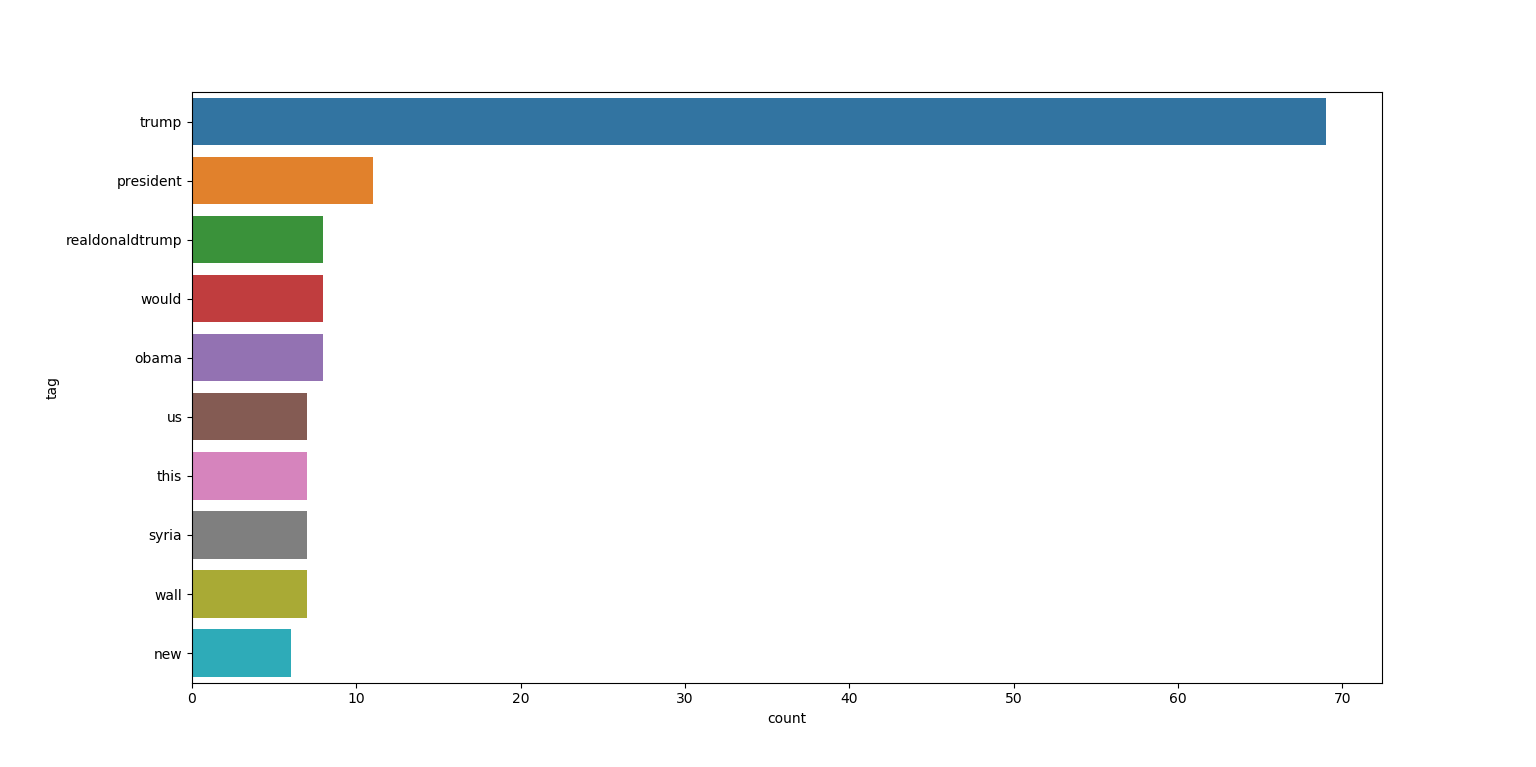 trump
president
realdonaldtrump
would
obama
us
this
syria
wall
new
tag
0 10 20 30 40 50 60 70
count